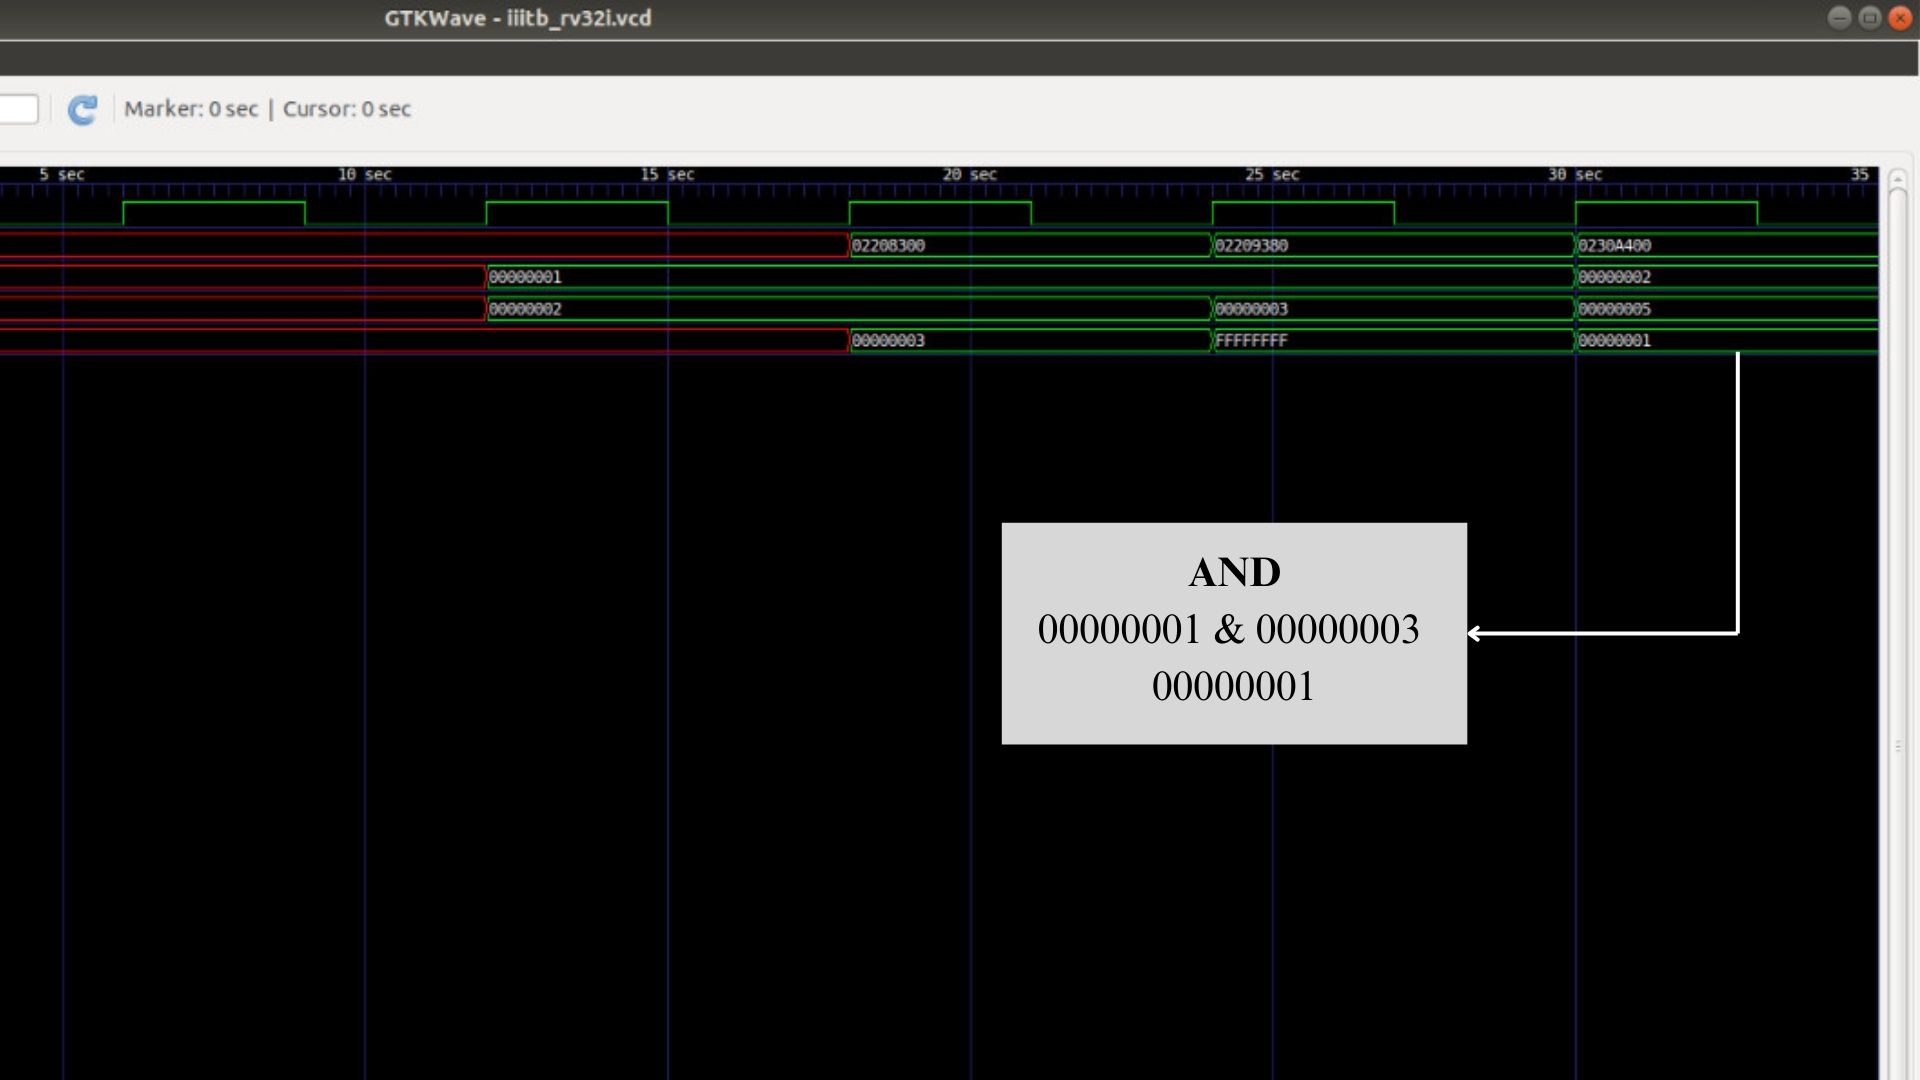 GTKWave - iiitb_rv32i.vcd
Marker: 0 sec | Cursor: 0 sec
5 sec 10 sec 15 sec 20 sec 25 sec 30 sec 35
02208300 02209380 0230A400
00000001 00000002
00000002 00000003 00000005
00000003 FFFFFFFF 00000001
AND
00000001 & 00000003
00000001